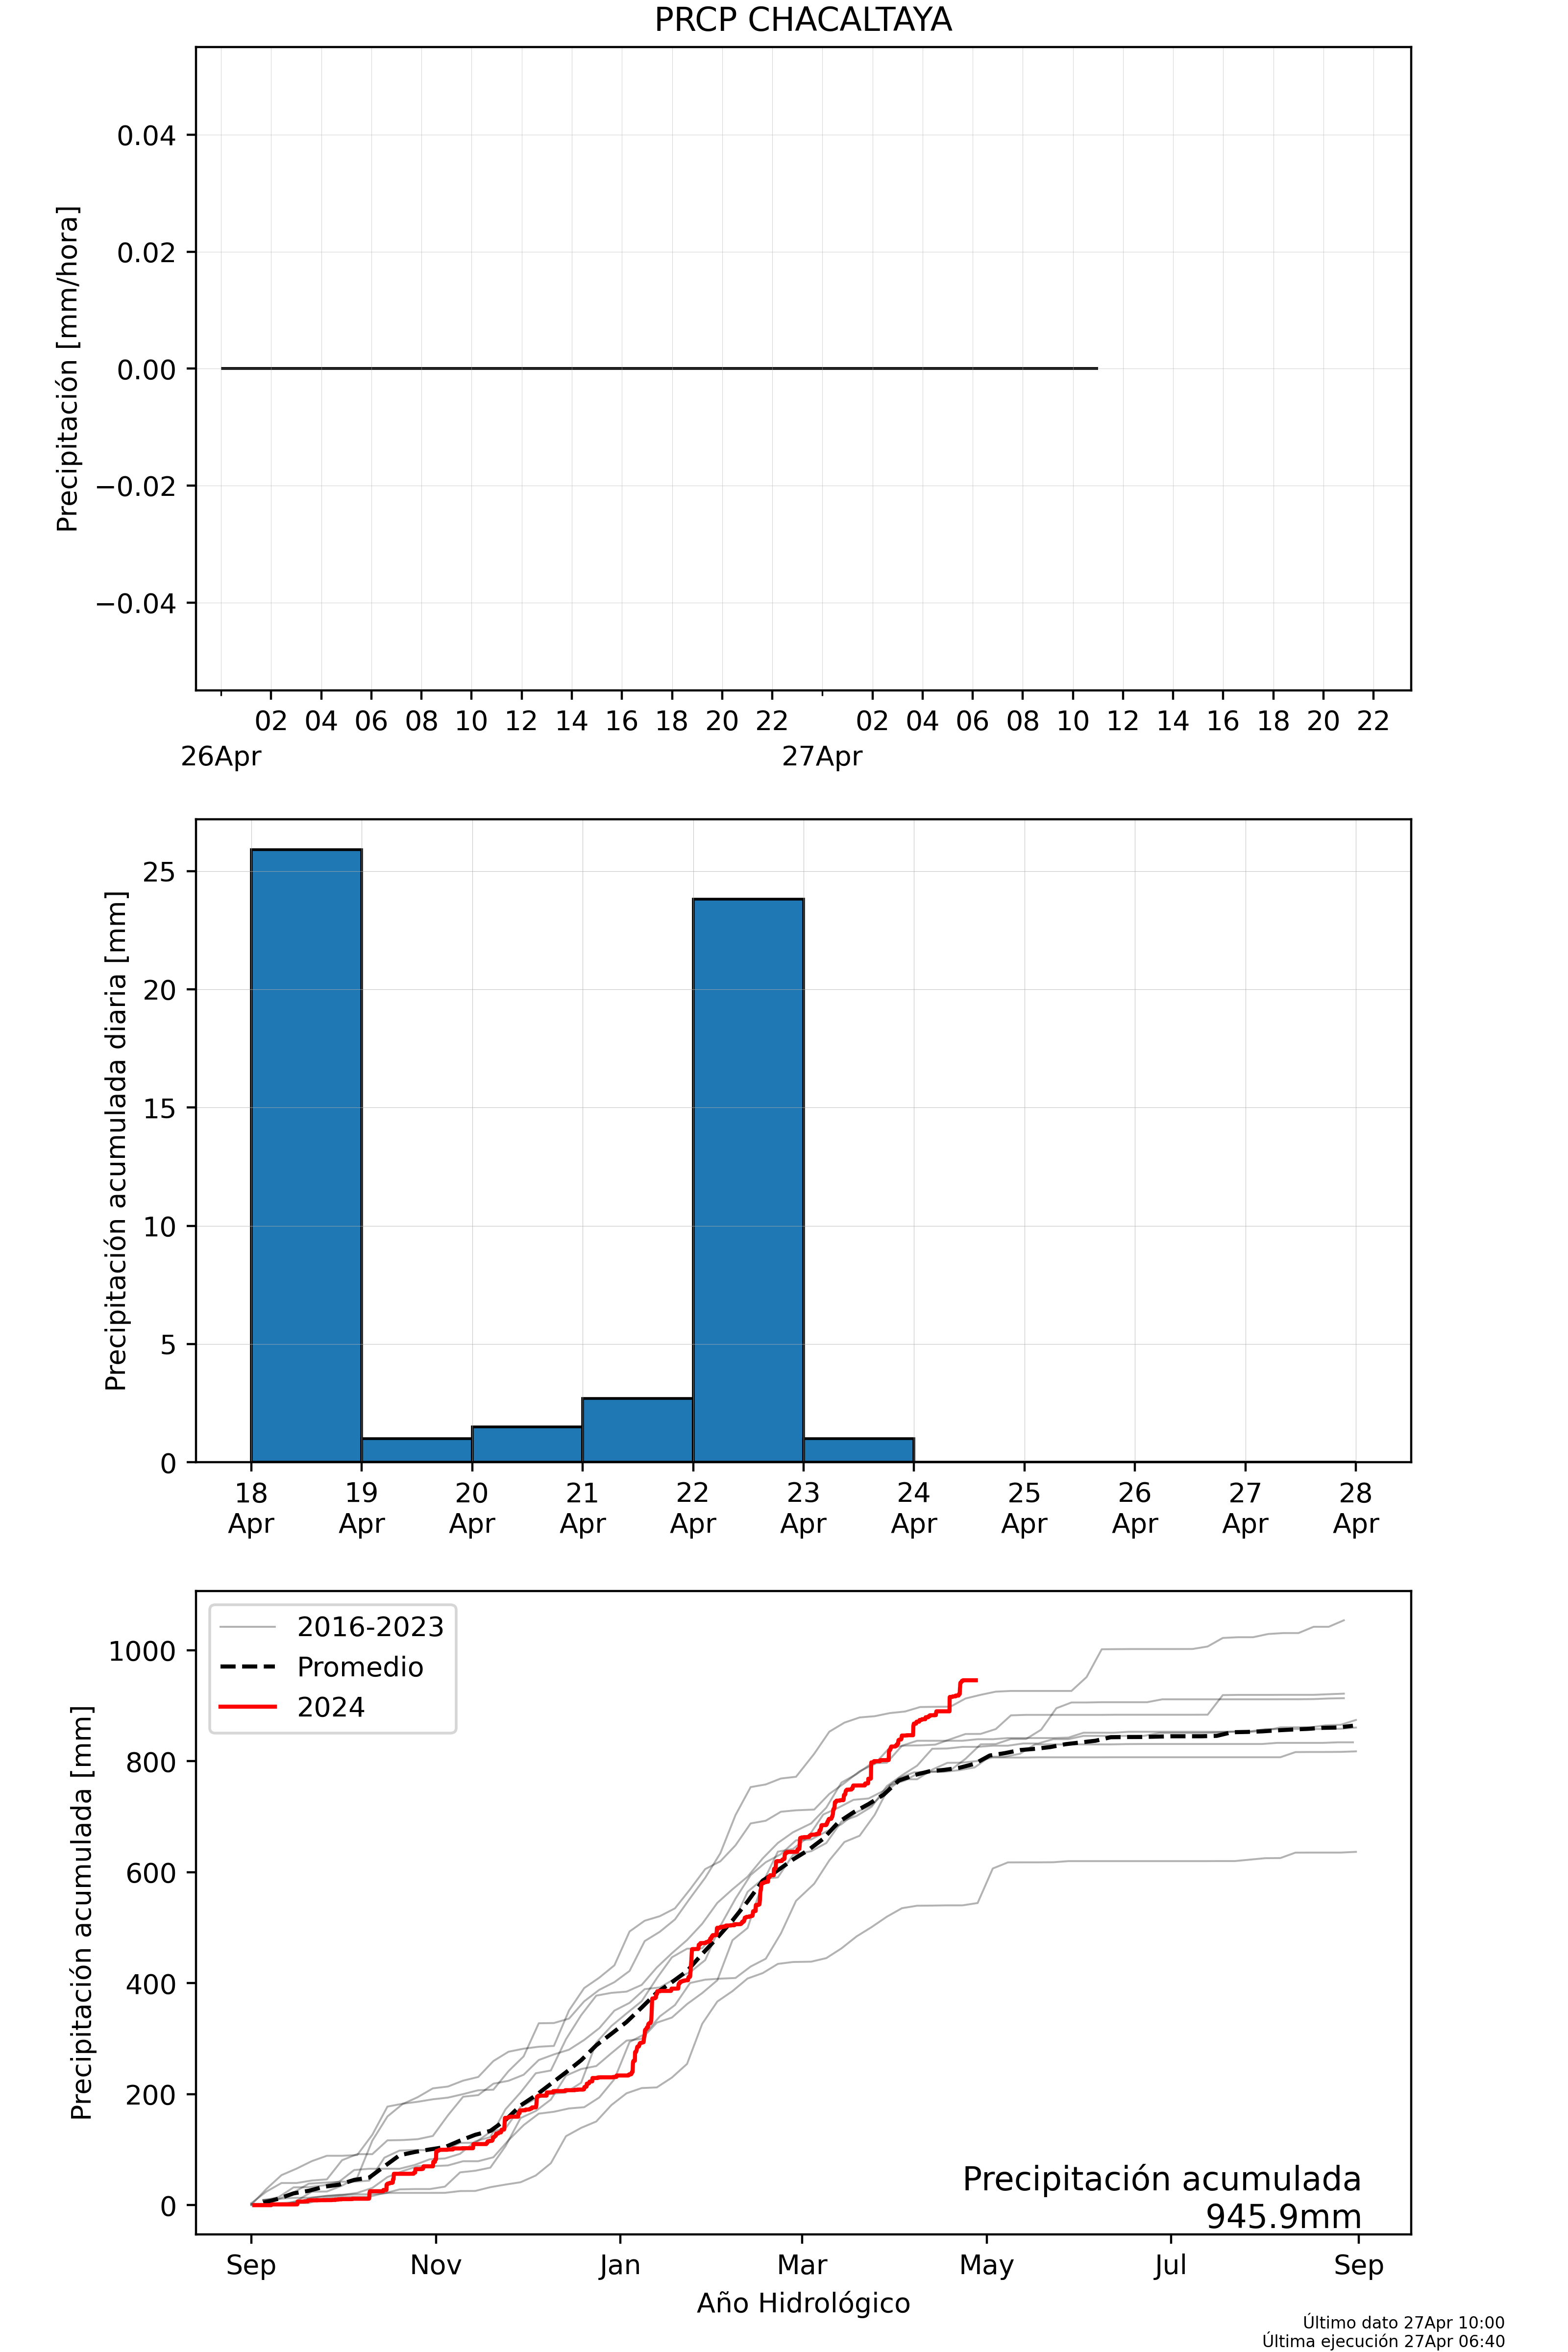 PRCP CHACALTAYA
Precipitación [mm/hora]
0.04
0.02
0.00
−0.02
−0.04
02 04 06 08 10 12 14 16 18 20 22 02 04 06 08 10 12 14 16 18 20 22
26Apr 27Apr
Precipitación acumulada diaria [mm]
25
20
15
10
5
0
18 19 20 21 22 23 24 25 26 27 28
Apr Apr Apr Apr Apr Apr Apr Apr Apr Apr Apr
Precipitación acumulada [mm]
1000
800
600
400
200
0
2016-2023
Promedio
2024
Precipitación acumulada
945.9mm
Sep Nov Jan Mar May Jul Sep
Año Hidrológico
Último dato 27Apr 10:00
Última ejecución 27Apr 06:40